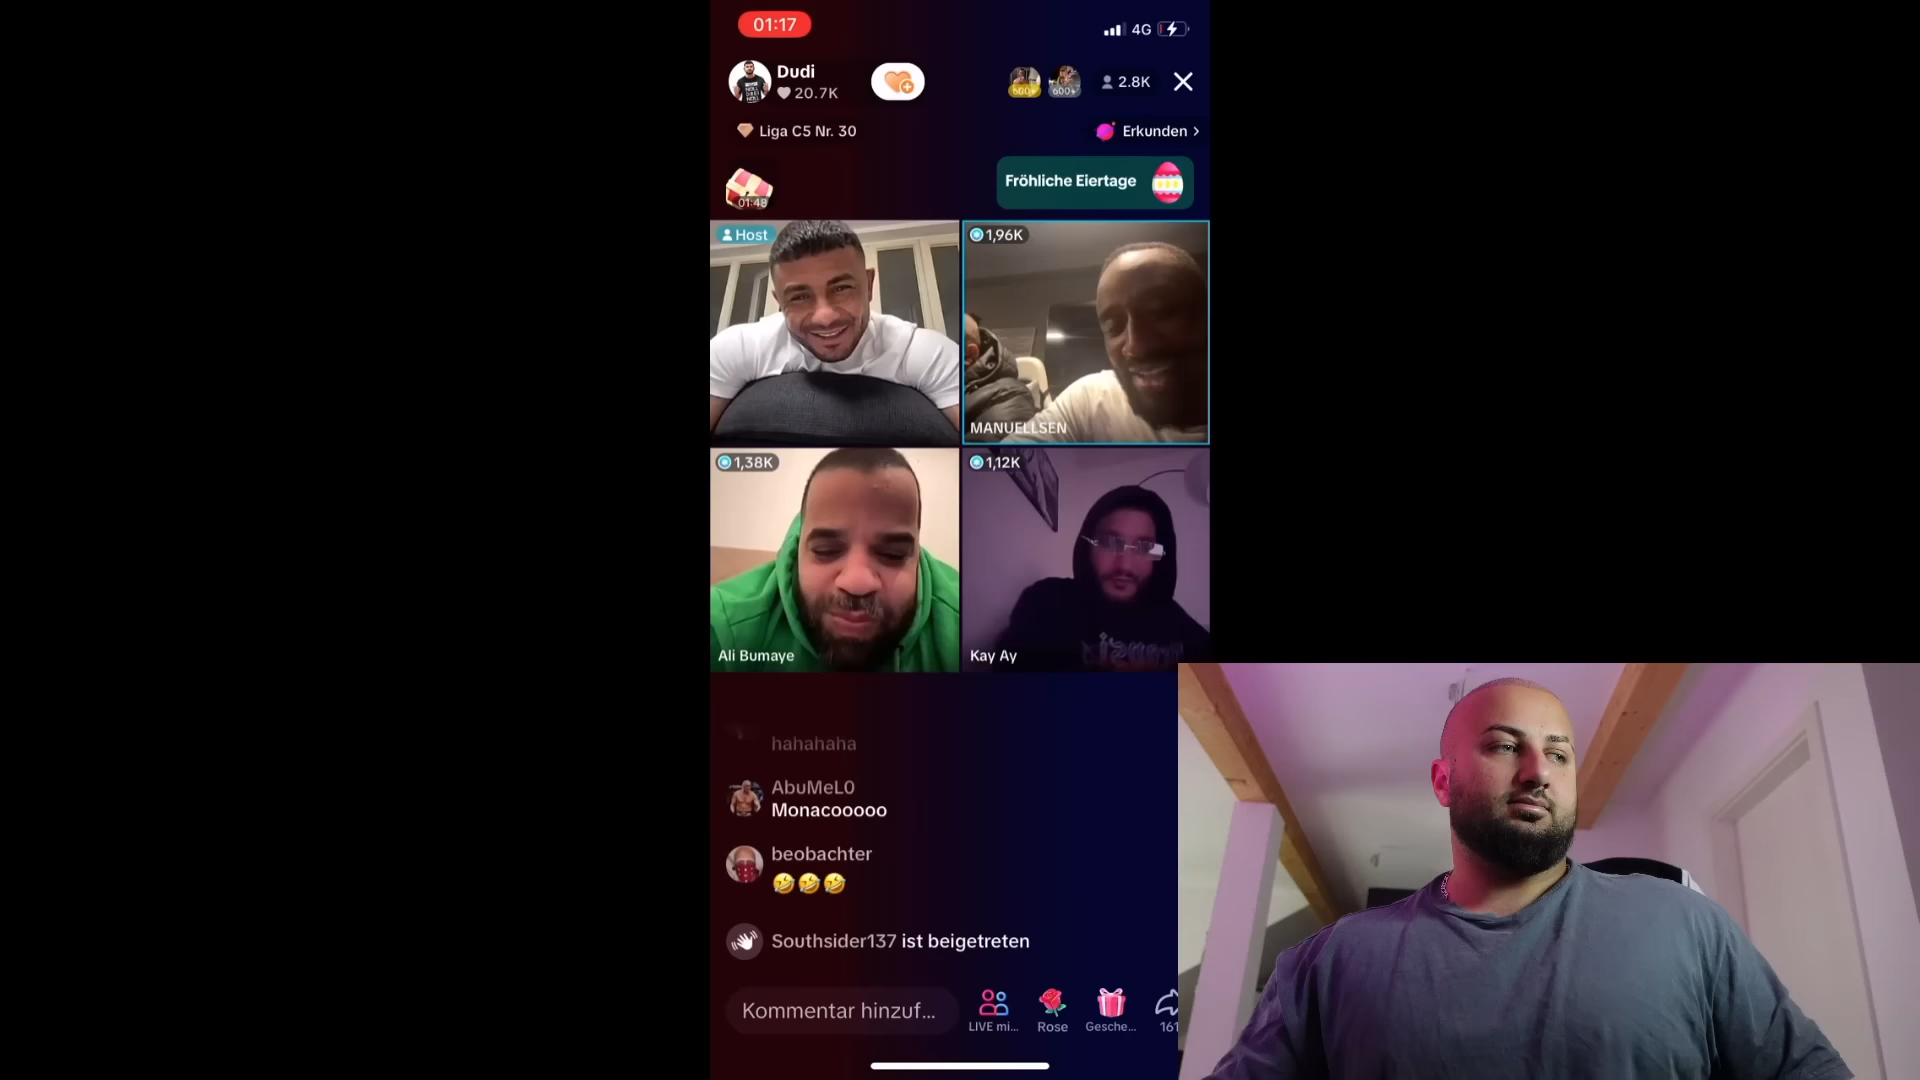 01:17
4G
Dudi
20.7K
600+
600+
2.8K
Liga C5 Nr. 30
Erkunden >
01:48
Fröhliche Eiertage
Host
1,96K
MANUELLSEN
1,38K
1,12K
Ali Bumaye
Kay Ay
hahahaha
AbuMeL0
Monacooooo
beobachter
🤣🤣🤣
Southsider137 ist beigetreten
Kommentar hinzuf...
LIVE mi...
Rose
Gesche...
161